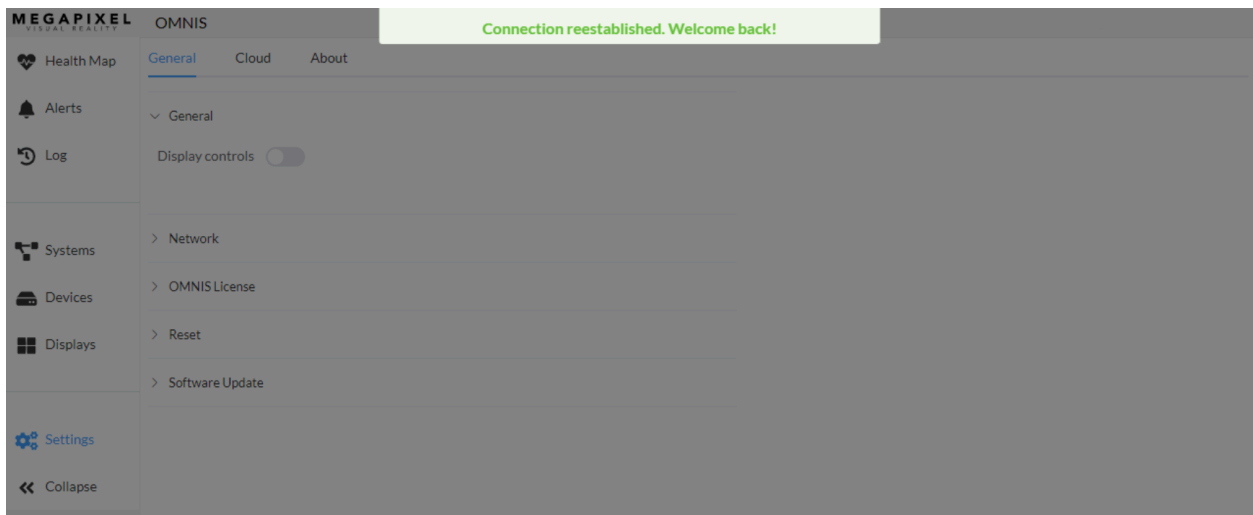 MEGAPIXEL
VISUAL REALITY
OMNIS
Connection reestablished. Welcome back!
Health Map
Alerts
Log
Systems
Devices
Displays
Settings
Collapse
General Cloud About
General
Display controls
Network
OMNIS License
Reset
Software Update